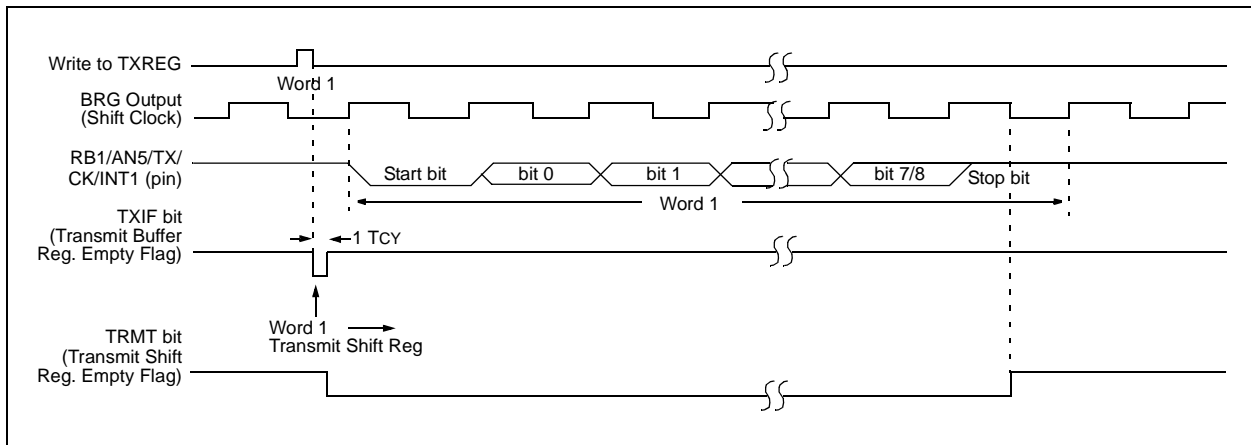 Write to TXREG
Word 1
BRG Output
(Shift Clock)
RB1/AN5/TX/
CK/INT1 (pin)
Start bit
bit 0
bit 1
bit 7/8
Stop bit
Word 1
TXIF bit
(Transmit Buffer
Reg. Empty Flag)
1 TCY
Word 1
Transmit Shift Reg
TRMT bit
(Transmit Shift
Reg. Empty Flag)